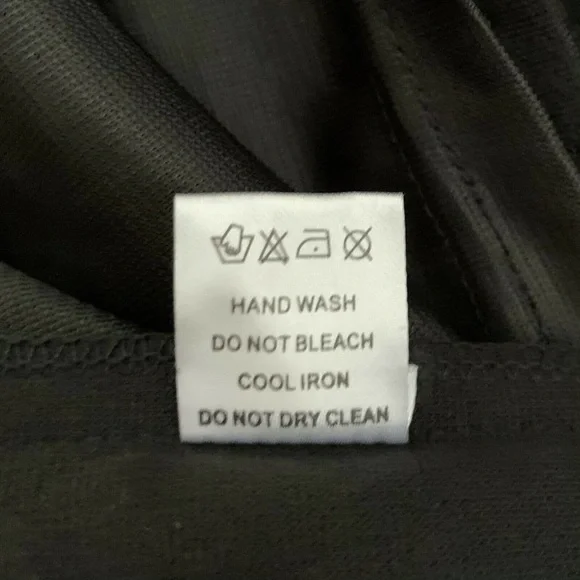 HAND WASH
DO NOT BLEACH
COOL IRON
DO NOT DRY CLEAN